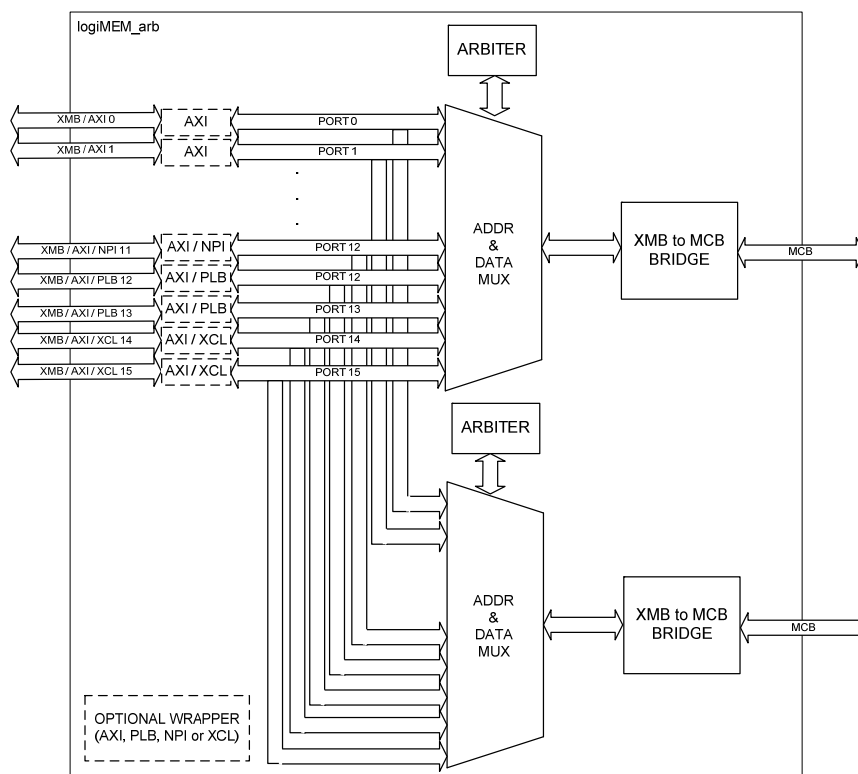 logiMEM_arb
ARBITER
XMB / AXI 0
AXI
PORT 0
XMB / AXI 1
AXI
PORT 1
ADDR
&
DATA
MUX
XMB to MCB
BRIDGE
MCB
XMB / AXI / NPI 11
AXI / NPI
PORT 12
XMB / AXI / PLB 12
AXI / PLB
PORT 12
XMB / AXI / PLB 13
AXI / PLB
PORT 13
XMB / AXI / XCL 14
AXI / XCL
PORT 14
XMB / AXI / XCL 15
AXI / XCL
PORT 15
ARBITER
ADDR
&
DATA
MUX
XMB to MCB
BRIDGE
MCB
OPTIONAL WRAPPER
(AXI, PLB, NPI or XCL)